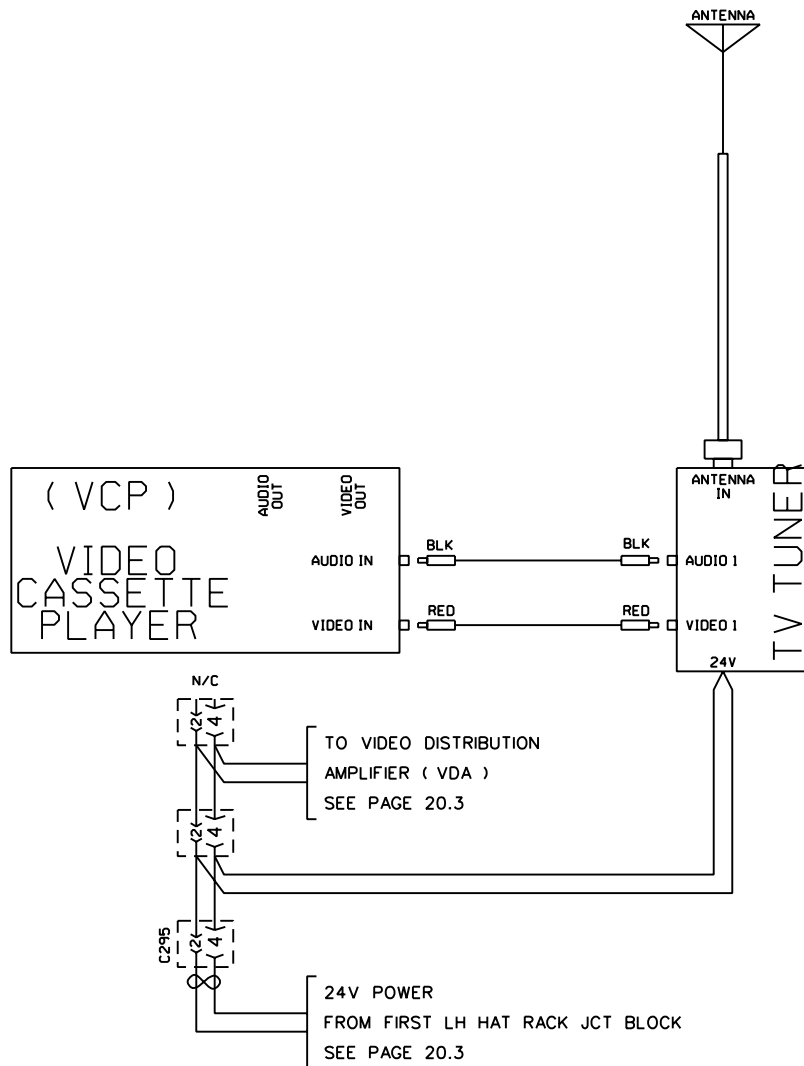 ANTENNA
ANTENNA
IN
TV TUNER
( VCP )
AUDIO
OUT
VIDEO
OUT
VIDEO
CASSETTE
PLAYER
AUDIO IN
BLK
BLK
AUDIO 1
VIDEO IN
RED
RED
VIDEO 1
24V
N/C
2
4
TO VIDEO DISTRIBUTION
AMPLIFIER ( VDA )
SEE PAGE 20.3
2
4
C295
2
4
24V POWER
FROM FIRST LH HAT RACK JCT BLOCK
SEE PAGE 20.3